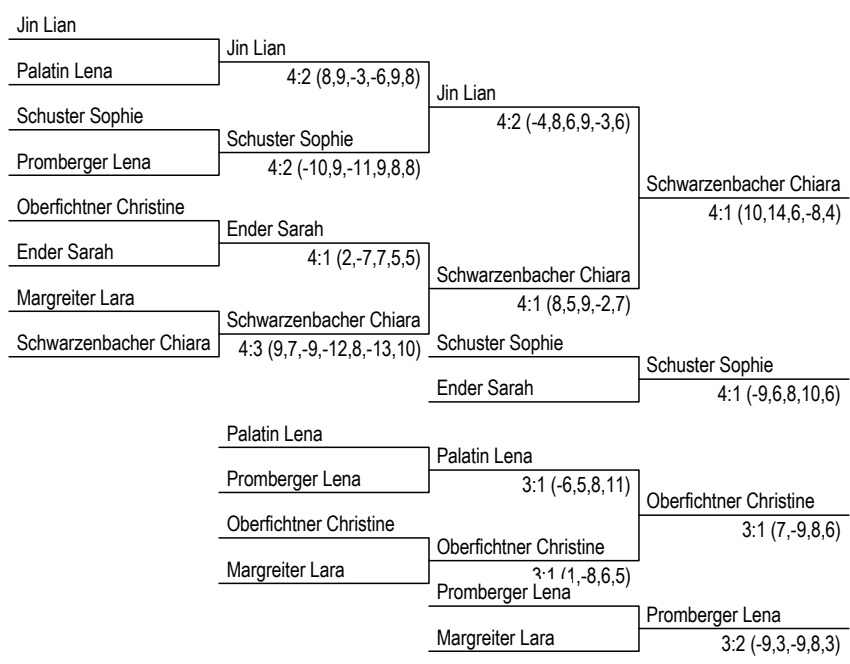 Jin Lian
Jin Lian
Palatin Lena
4:2 (8,9,-3,-6,9,8)
Jin Lian
Schuster Sophie
4:2 (-4,8,6,9,-3,6)
Schuster Sophie
Promberger Lena
4:2 (-10,9,-11,9,8,8)
Schwarzenbacher Chiara
Oberfichtner Christine
4:1 (10,14,6,-8,4)
Ender Sarah
Ender Sarah
4:1 (2,-7,7,5,5)
Schwarzenbacher Chiara
Margreiter Lara
4:1 (8,5,9,-2,7)
Schwarzenbacher Chiara
Schwarzenbacher Chiara
4:3 (9,7,-9,-12,8,-13,10)
Schuster Sophie
Schuster Sophie
Ender Sarah
4:1 (-9,6,8,10,6)
Palatin Lena
Palatin Lena
Promberger Lena
3:1 (-6,5,8,11)
Oberfichtner Christine
Oberfichtner Christine
3:1 (7,-9,8,6)
Oberfichtner Christine
Margreiter Lara
3:1 (1,-8,6,5)
Promberger Lena
Promberger Lena
Margreiter Lara
3:2 (-9,3,-9,8,3)